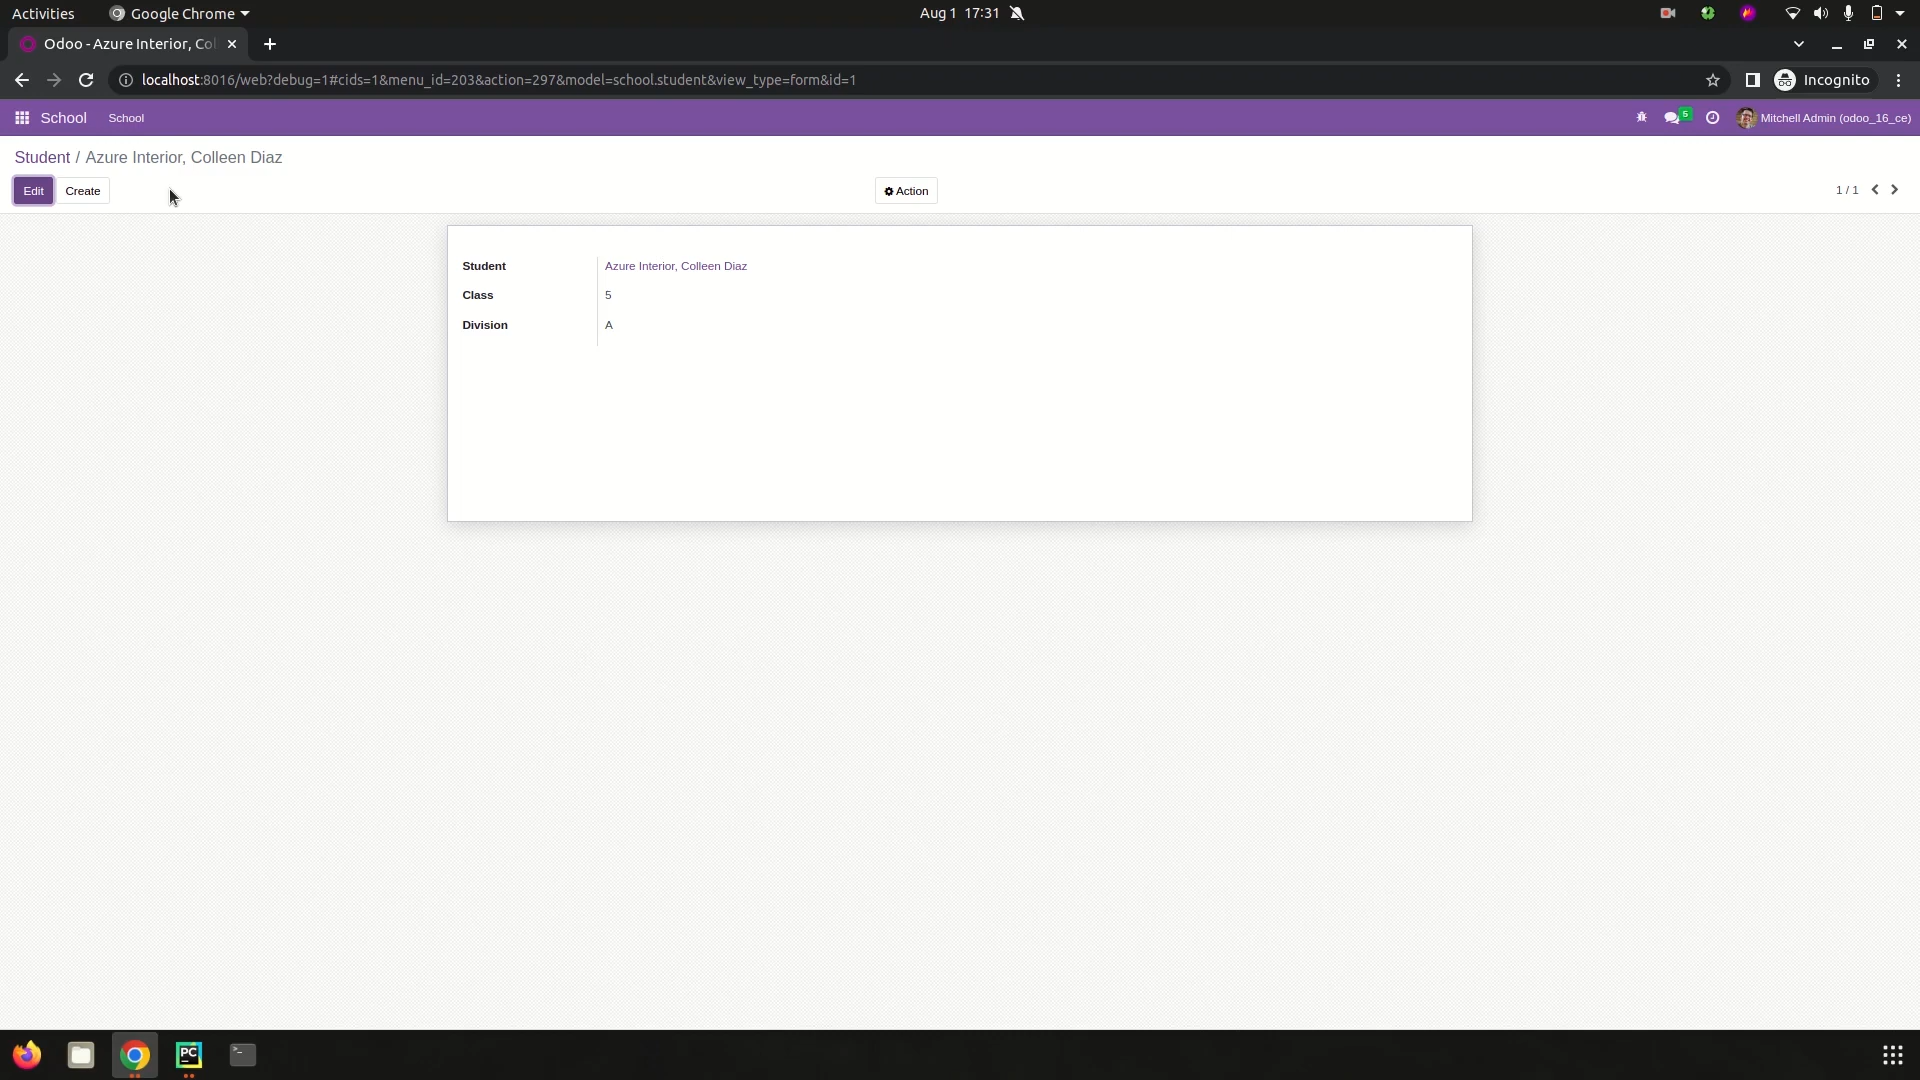 Activities Google Chrome Aug 1 17:31
Odoo - Azure Interior, Col
localhost:8016/web?debug=1#cids=1&menu_id=203&action=297&model=school.student&view_type=form&id=1 Incognito
School School 5 Mitchell Admin (odoo_16_ce)
Student / Azure Interior, Colleen Diaz
Edit Create Action 1 / 1
Student Azure Interior, Colleen Diaz
Class 5
Division A
PC